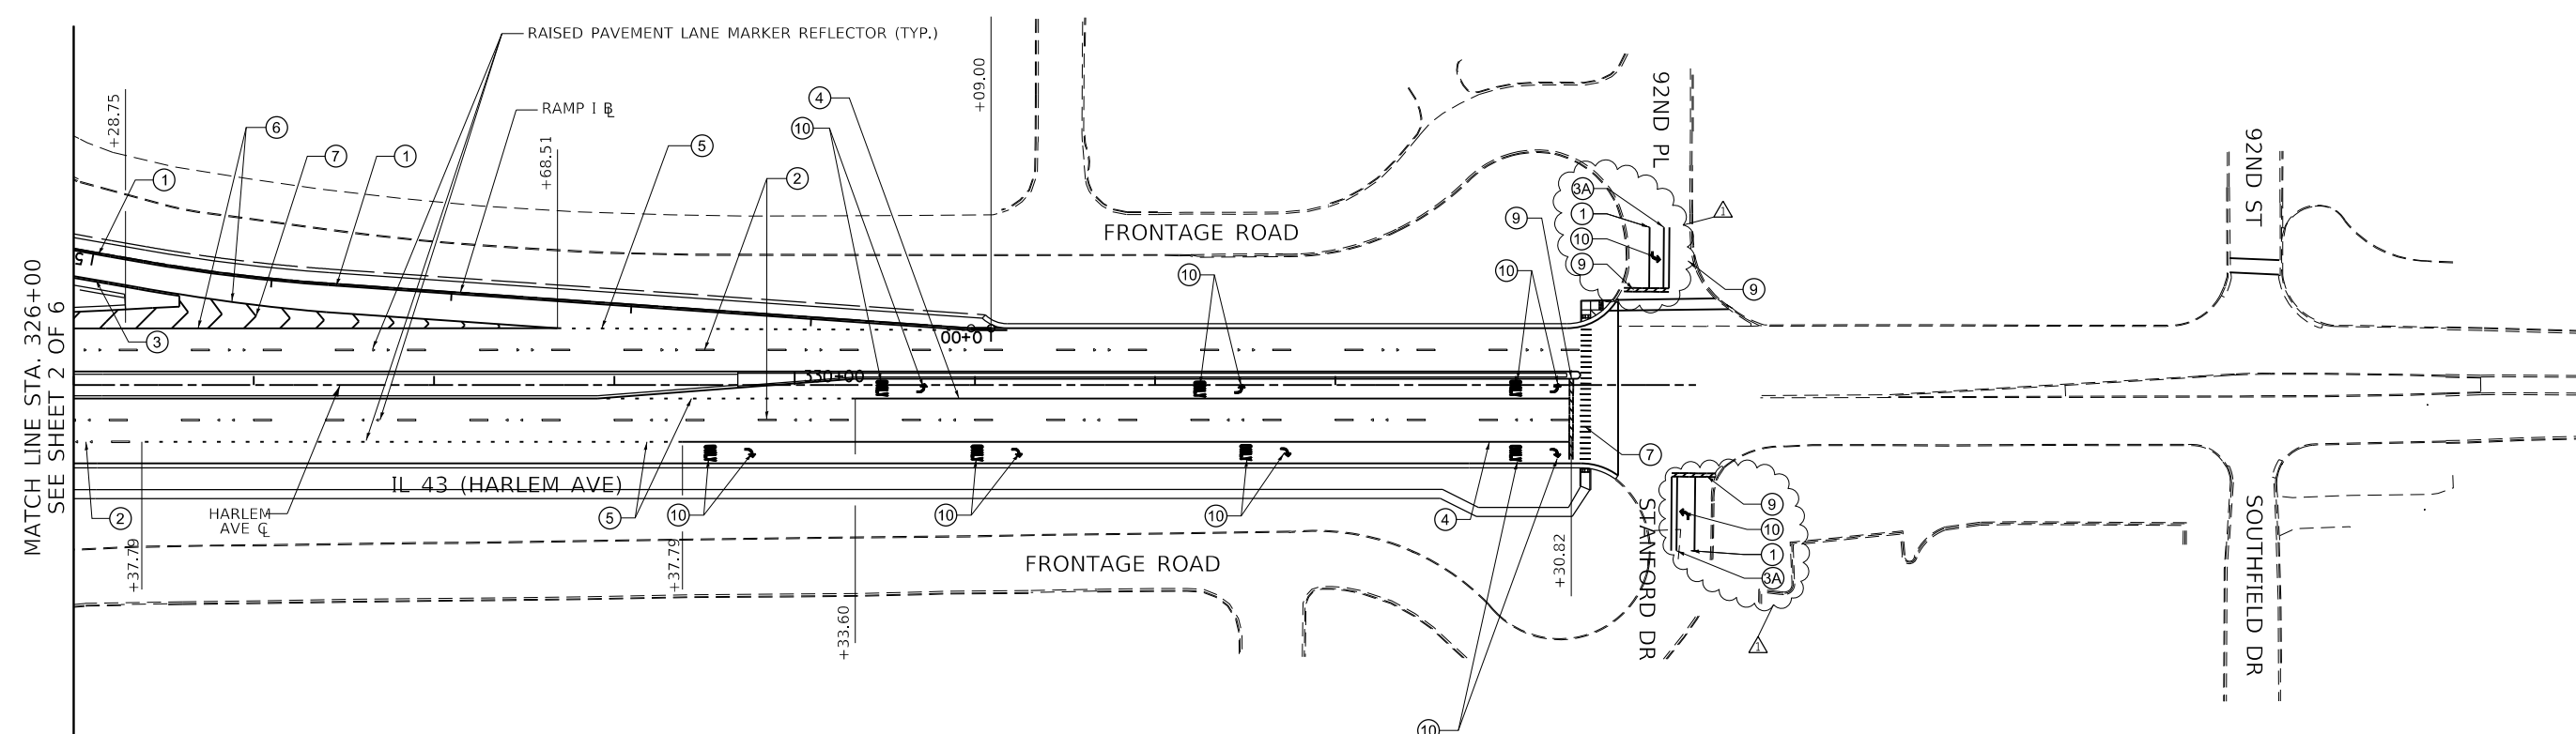 RAISED PAVEMENT LANE MARKER REFLECTOR (TYP.)
RAMP I ℄
+28.75
+68.51
+09.00
4
10
6
7
1
5
2
1
3
92ND PL
92ND ST
3A
1
10
9
9
1
9
FRONTAGE ROAD
10
10
MATCH LINE STA. 326+00
SEE SHEET 2 OF 6
0+00
330+00
IL 43 (HARLEM AVE)
HARLEM
AVE ℄
2
5
10
10
10
4
7
9
10
1
3A
1
+37.79
+37.79
+33.60
+30.82
FRONTAGE ROAD
STANFORD DR
SOUTHFIELD DR
10